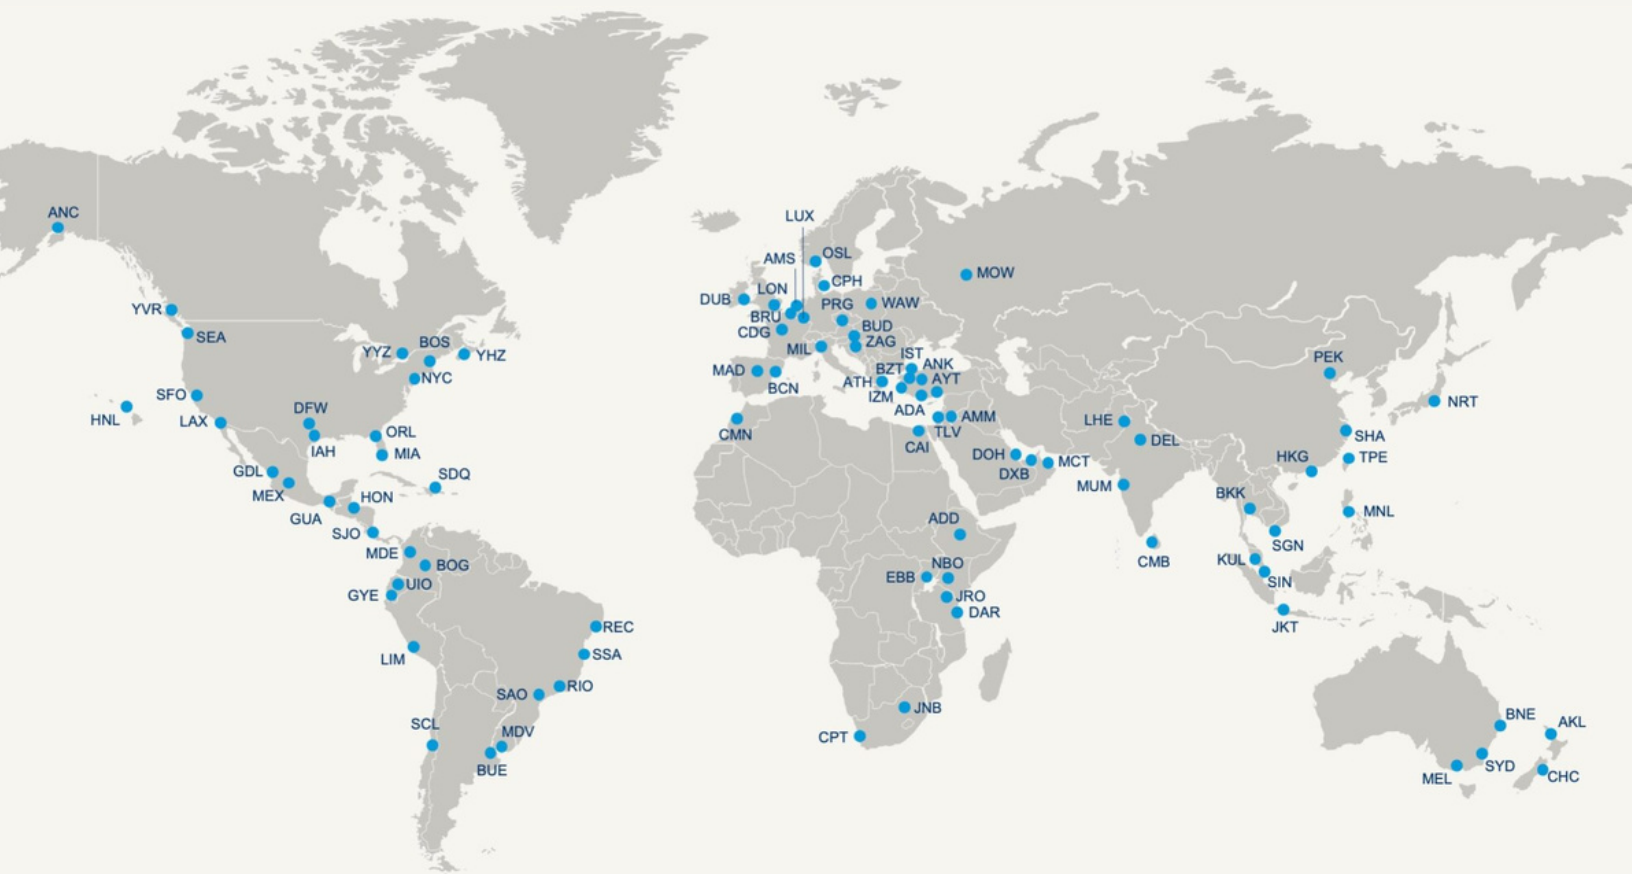 ANC
LUX
AMS
OSL
MOW
CPH
LON
DUB
PRG
WAW
YVR
BRU
CDG
BUD
SEA
ZAG
BOS
YYZ
YHZ
MIL
IST
PEK
MAD
BZT
ANK
NYC
AYT
BCN
ATH
SFO
IZM
NRT
DFW
ADA
HNL
LAX
AMM
LHE
ORL
CMN
TLV
SHA
DEL
CAI
IAH
MIA
DOH
HKG
TPE
MCT
GDL
SDQ
DXB
MUM
BKK
MEX
HON
MNL
GUA
ADD
SJO
SGN
MDE
BOG
CMB
KUL
NBO
EBB
UIO
SIN
GYE
JRO
DAR
REC
JKT
LIM
SSA
RIO
SAO
JNB
BNE
AKL
SCL
MDV
CPT
SYD
BUE
MEL
CHC